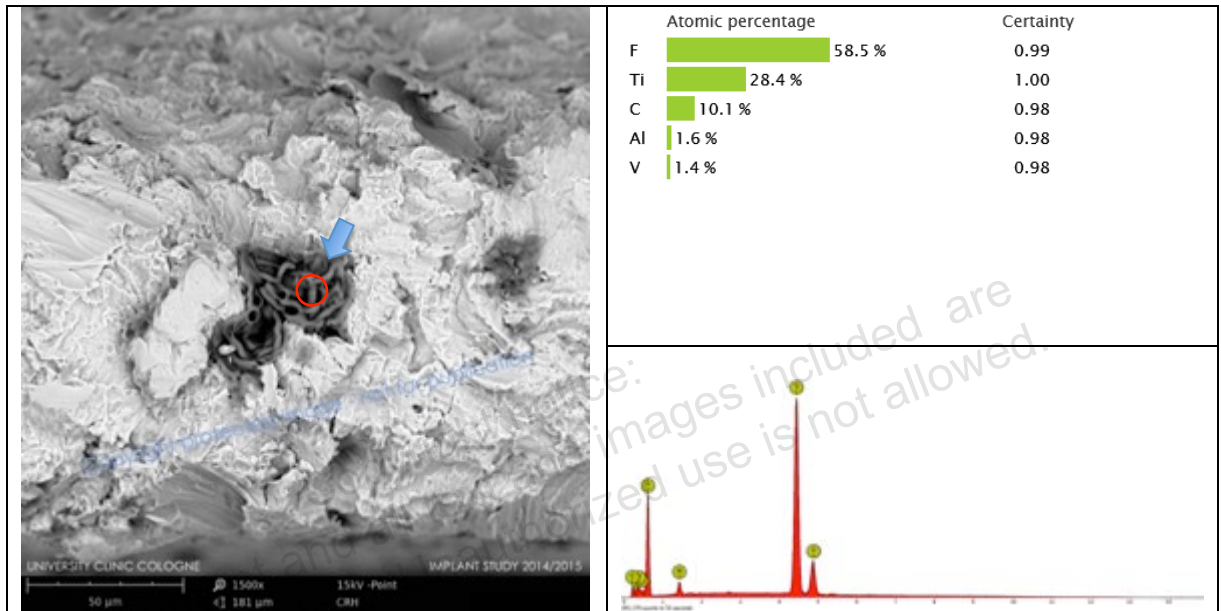 Atomic percentage Certainty
F 58.5 % 0.99
Ti 28.4 % 1.00
C 10.1 % 0.98
Al 1.6 % 0.98
V 1.4 % 0.98
images included are
unauthorized use is not allowed.
UNIVERSITY CLINIC COLOGNE IMPLANT STUDY 2014/2015
50 µm 1500x 15kV -Point
181 µm CRH